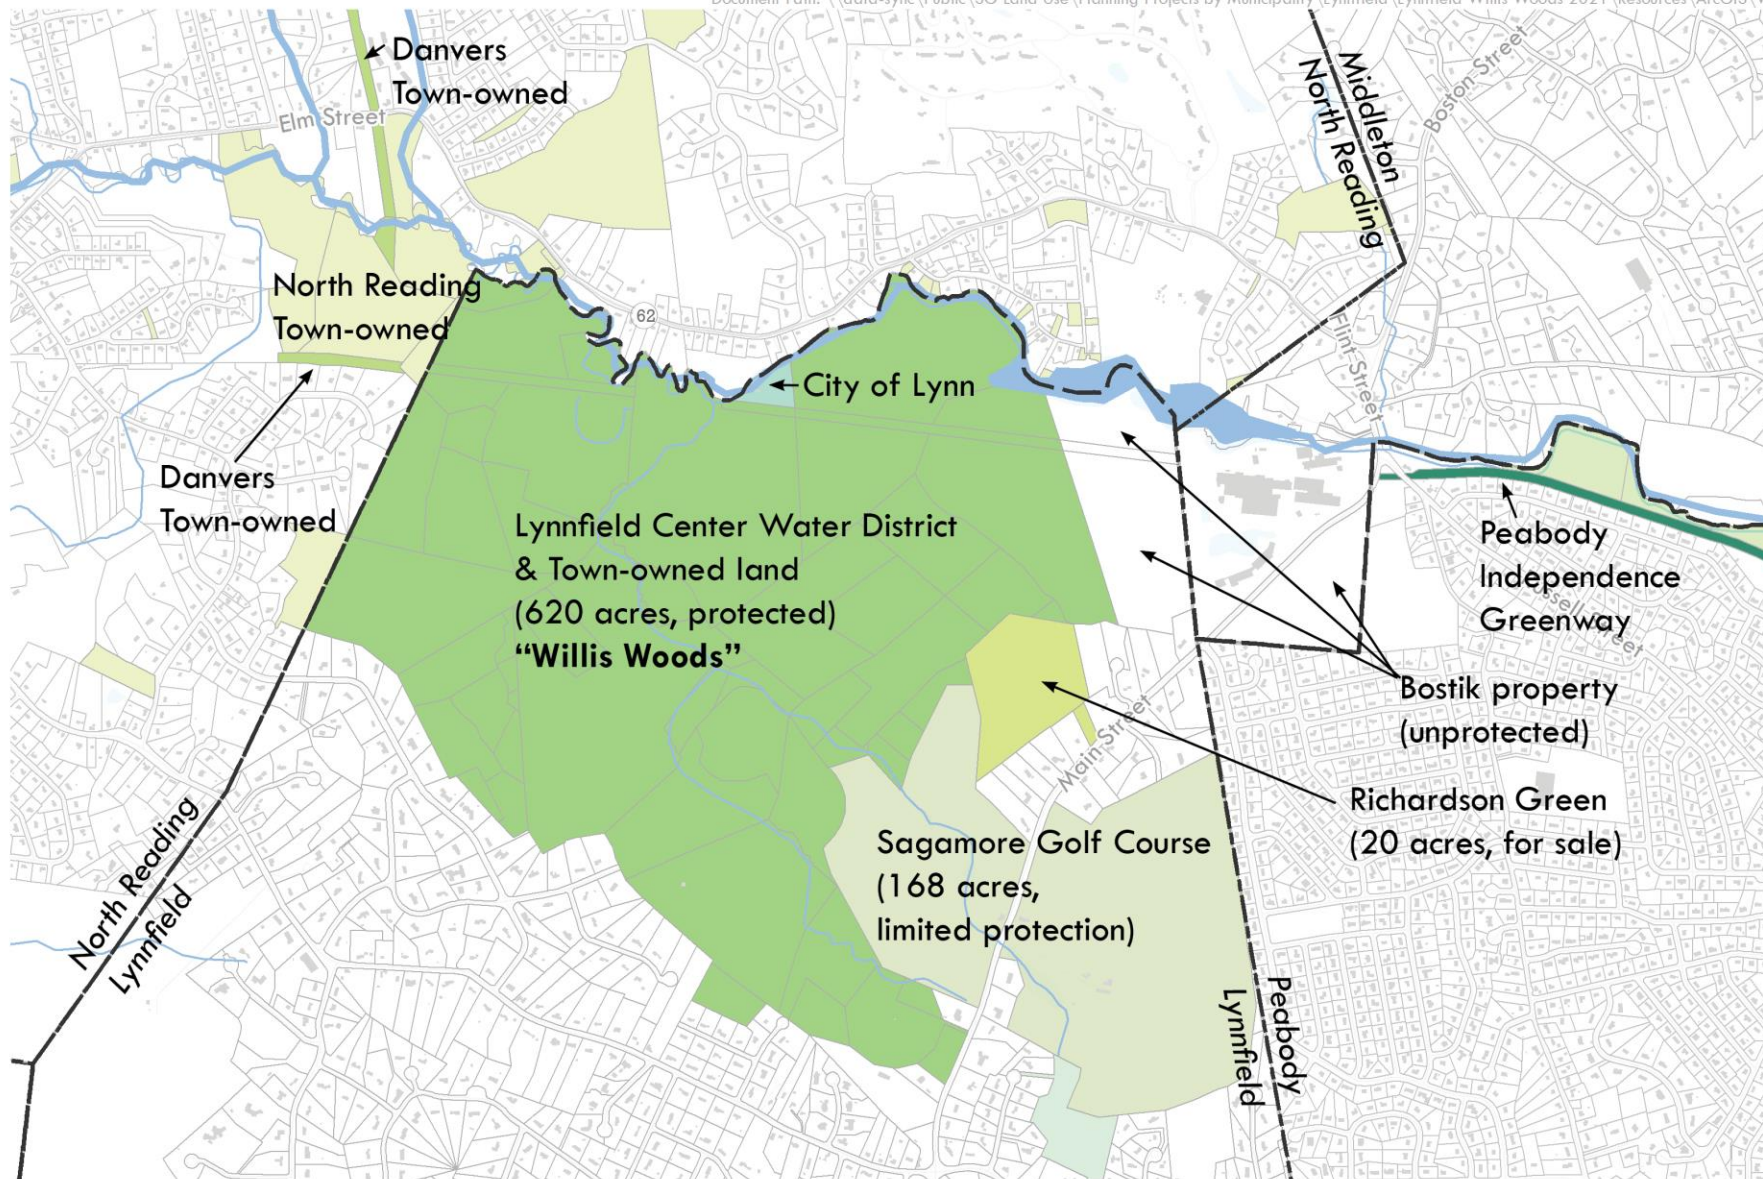 Danvers
Town-owned
Elm Street
Middleton
North Reading
Boston Street
North Reading
Town-owned
62
City of Lynn
Flint Street
Danvers
Town-owned
Lynnfield Center Water District
& Town-owned land
(620 acres, protected)
“Willis Woods”
Peabody
Independence
Greenway
Street
Bostik property
(unprotected)
Main Street
Richardson Green
(20 acres, for sale)
Sagamore Golf Course
(168 acres,
limited protection)
North Reading
Lynnfield
Peabody
Lynnfield